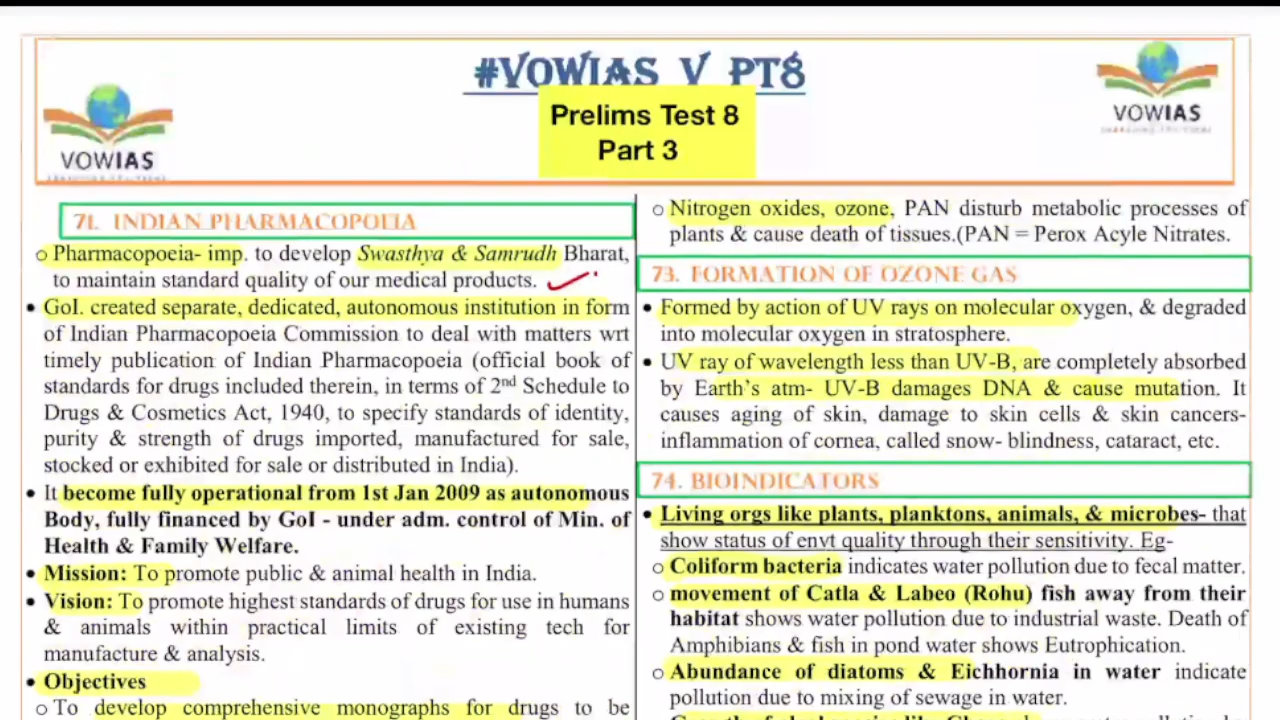 #VOWIAS V PT8
Prelims Test 8
Part 3
VOWIAS
VOWIAS
71. INDIAN PHARMACOPOEIA
o Pharmacopoeia- imp. to develop Swasthya & Samrudh Bharat,
to maintain standard quality of our medical products.
• GoI. created separate, dedicated, autonomous institution in form
of Indian Pharmacopoeia Commission to deal with matters wrt
timely publication of Indian Pharmacopoeia (official book of
standards for drugs included therein, in terms of 2nd Schedule to
Drugs & Cosmetics Act, 1940, to specify standards of identity,
purity & strength of drugs imported, manufactured for sale,
stocked or exhibited for sale or distributed in India).
• It become fully operational from 1st Jan 2009 as autonomous
Body, fully financed by GoI - under adm. control of Min. of
Health & Family Welfare.
• Mission: To promote public & animal health in India.
• Vision: To promote highest standards of drugs for use in humans
& animals within practical limits of existing tech for
manufacture & analysis.
• Objectives
o To develop comprehensive monographs for drugs to be
o Nitrogen oxides, ozone, PAN disturb metabolic processes of
plants & cause death of tissues.(PAN = Perox Acyle Nitrates.
73. FORMATION OF OZONE GAS
• Formed by action of UV rays on molecular oxygen, & degraded
into molecular oxygen in stratosphere.
• UV ray of wavelength less than UV-B, are completely absorbed
by Earth's atm- UV-B damages DNA & cause mutation. It
causes aging of skin, damage to skin cells & skin cancers-
inflammation of cornea, called snow- blindness, cataract, etc.
74. BIOINDICATORS
• Living orgs like plants, planktons, animals, & microbes- that
show status of envt quality through their sensitivity. Eg-
o Coliform bacteria indicates water pollution due to fecal matter.
o movement of Catla & Labeo (Rohu) fish away from their
habitat shows water pollution due to industrial waste. Death of
Amphibians & fish in pond water shows Eutrophication.
o Abundance of diatoms & Eichhornia in water indicate
pollution due to mixing of sewage in water.